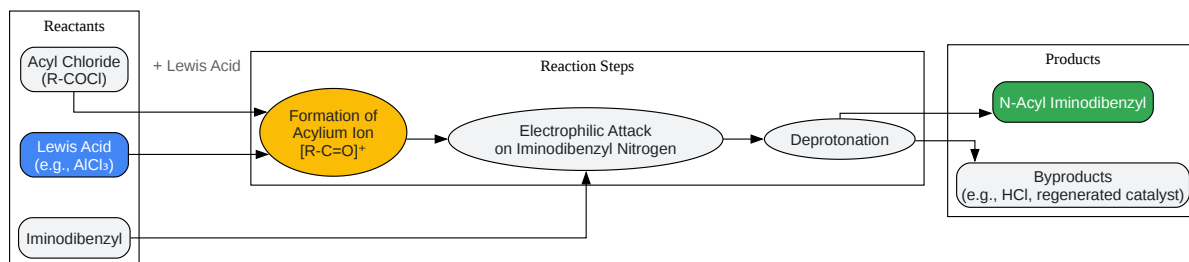 Reactants
Acyl Chloride
(R-COCl)
+ Lewis Acid
Lewis Acid
(e.g., AlCl₃)
Iminodibenzyl
Reaction Steps
Formation of
Acylium Ion
[R-C=O]⁺
Electrophilic Attack
on Iminodibenzyl Nitrogen
Deprotonation
Products
N-Acyl Iminodibenzyl
Byproducts
(e.g., HCl, regenerated catalyst)